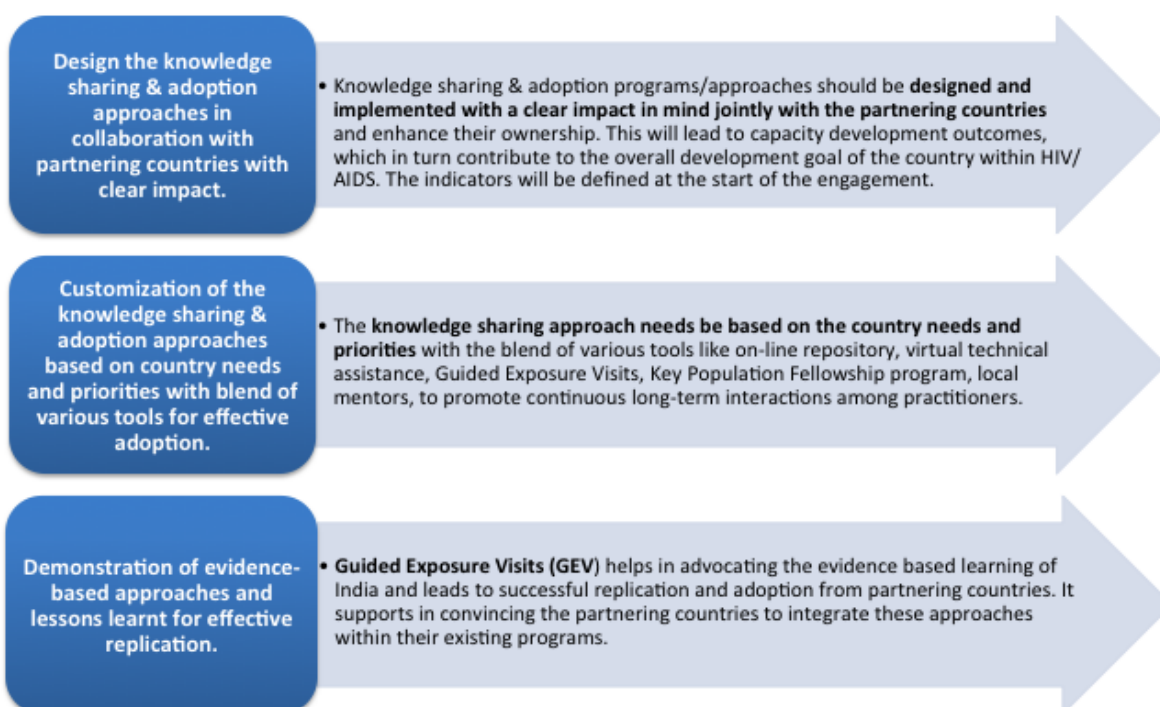 Design the knowledge
sharing & adoption
approaches in
collaboration with
partnering countries with
clear impact.
• Knowledge sharing & adoption programs/approaches should be designed and
implemented with a clear impact in mind jointly with the partnering countries
and enhance their ownership. This will lead to capacity development outcomes,
which in turn contribute to the overall development goal of the country within HIV/
AIDS. The indicators will be defined at the start of the engagement.
Customization of the
knowledge sharing &
adoption approaches
based on country needs
and priorities with blend of
various tools for effective
adoption.
• The knowledge sharing approach needs be based on the country needs and
priorities with the blend of various tools like on-line repository, virtual technical
assistance, Guided Exposure Visits, Key Population Fellowship program, local
mentors, to promote continuous long-term interactions among practitioners.
Demonstration of evidence-
based approaches and
lessons learnt for effective
replication.
• Guided Exposure Visits (GEV) helps in advocating the evidence based learning of
India and leads to successful replication and adoption from partnering countries. It
supports in convincing the partnering countries to integrate these approaches
within their existing programs.